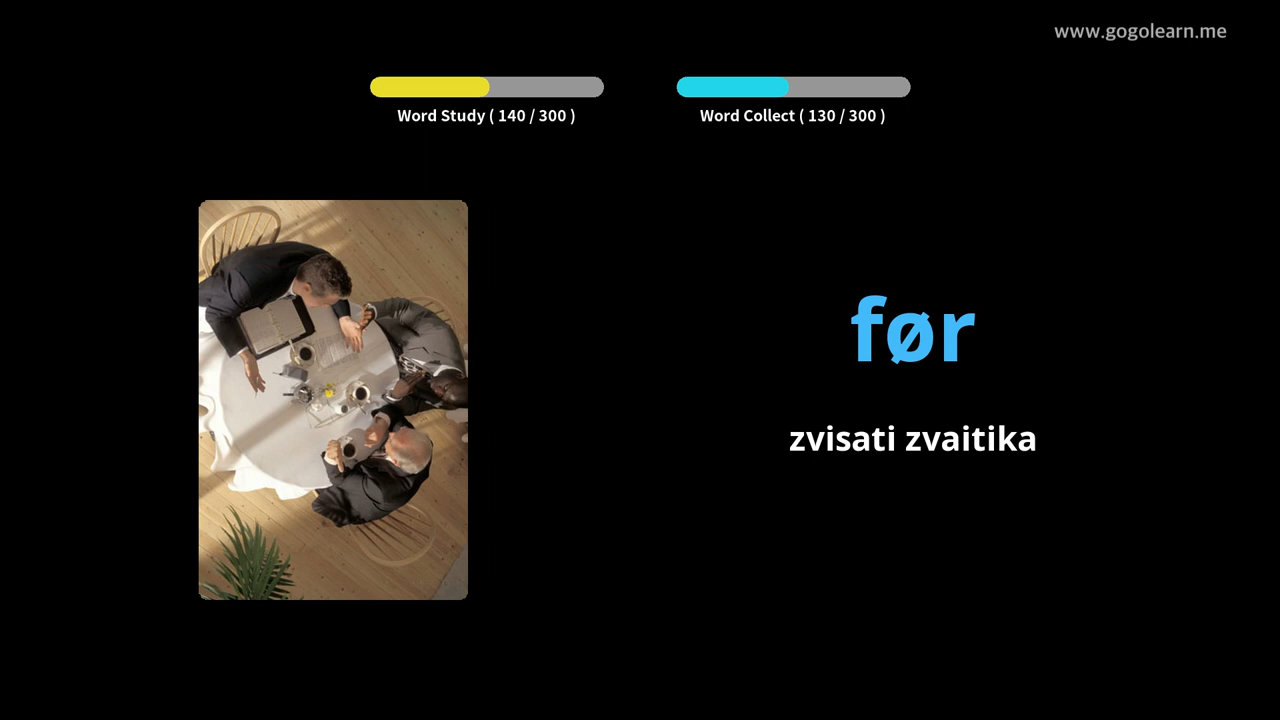 www.gogolearn.me
Word Study ( 140 / 300 )
Word Collect ( 130 / 300 )
før
zvisati zvaitika